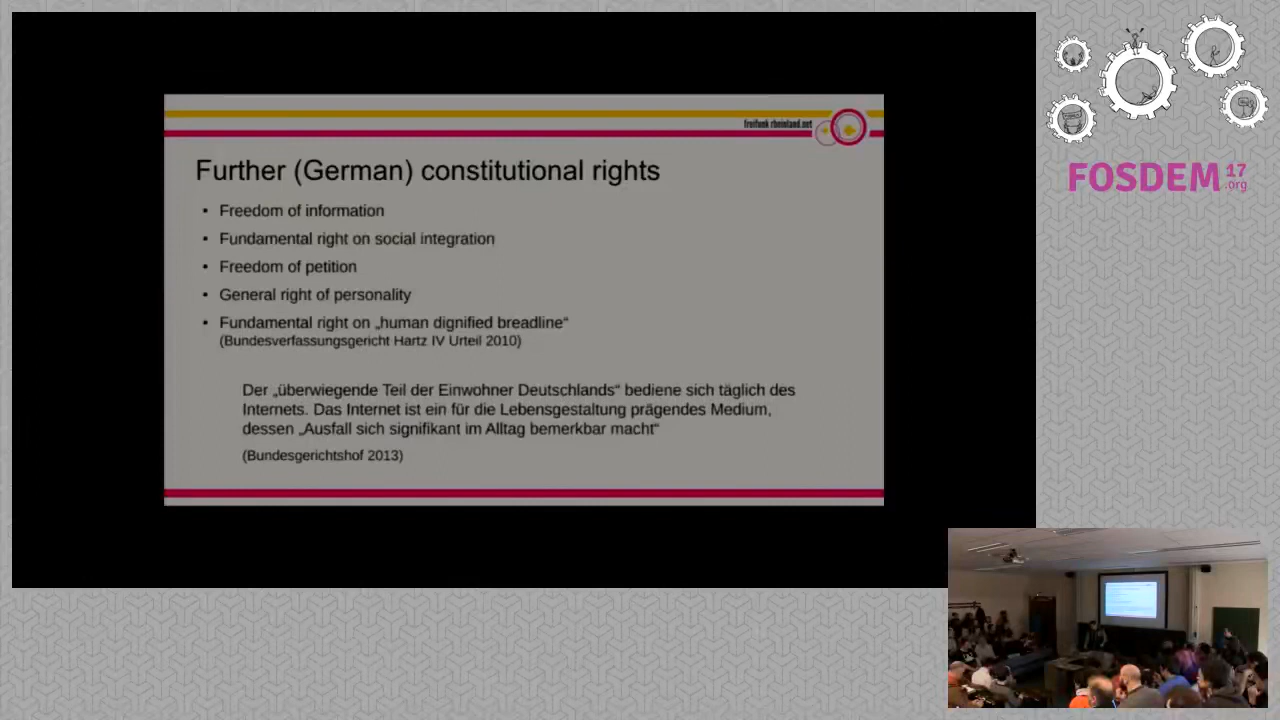 freifunk rheinland.net
Further (German) constitutional rights
• Freedom of information
• Fundamental right on social integration
• Freedom of petition
• General right of personality
• Fundamental right on „human dignified breadline“
(Bundesverfassungsgericht Hartz IV Urteil 2010)
Der „überwiegende Teil der Einwohner Deutschlands“ bediene sich täglich des
Internets. Das Internet ist ein für die Lebensgestaltung prägendes Medium,
dessen „Ausfall sich signifikant im Alltag bemerkbar macht“
(Bundesgerichtshof 2013)
FOSDEM 17
.org